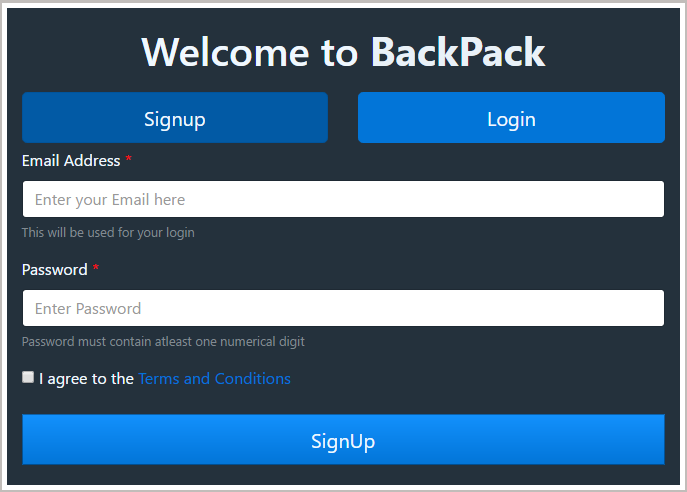 Welcome to BackPack
Signup Login
Email Address *
Enter your Email here
This will be used for your login
Password *
Enter Password
Password must contain atleast one numerical digit
I agree to the Terms and Conditions
SignUp